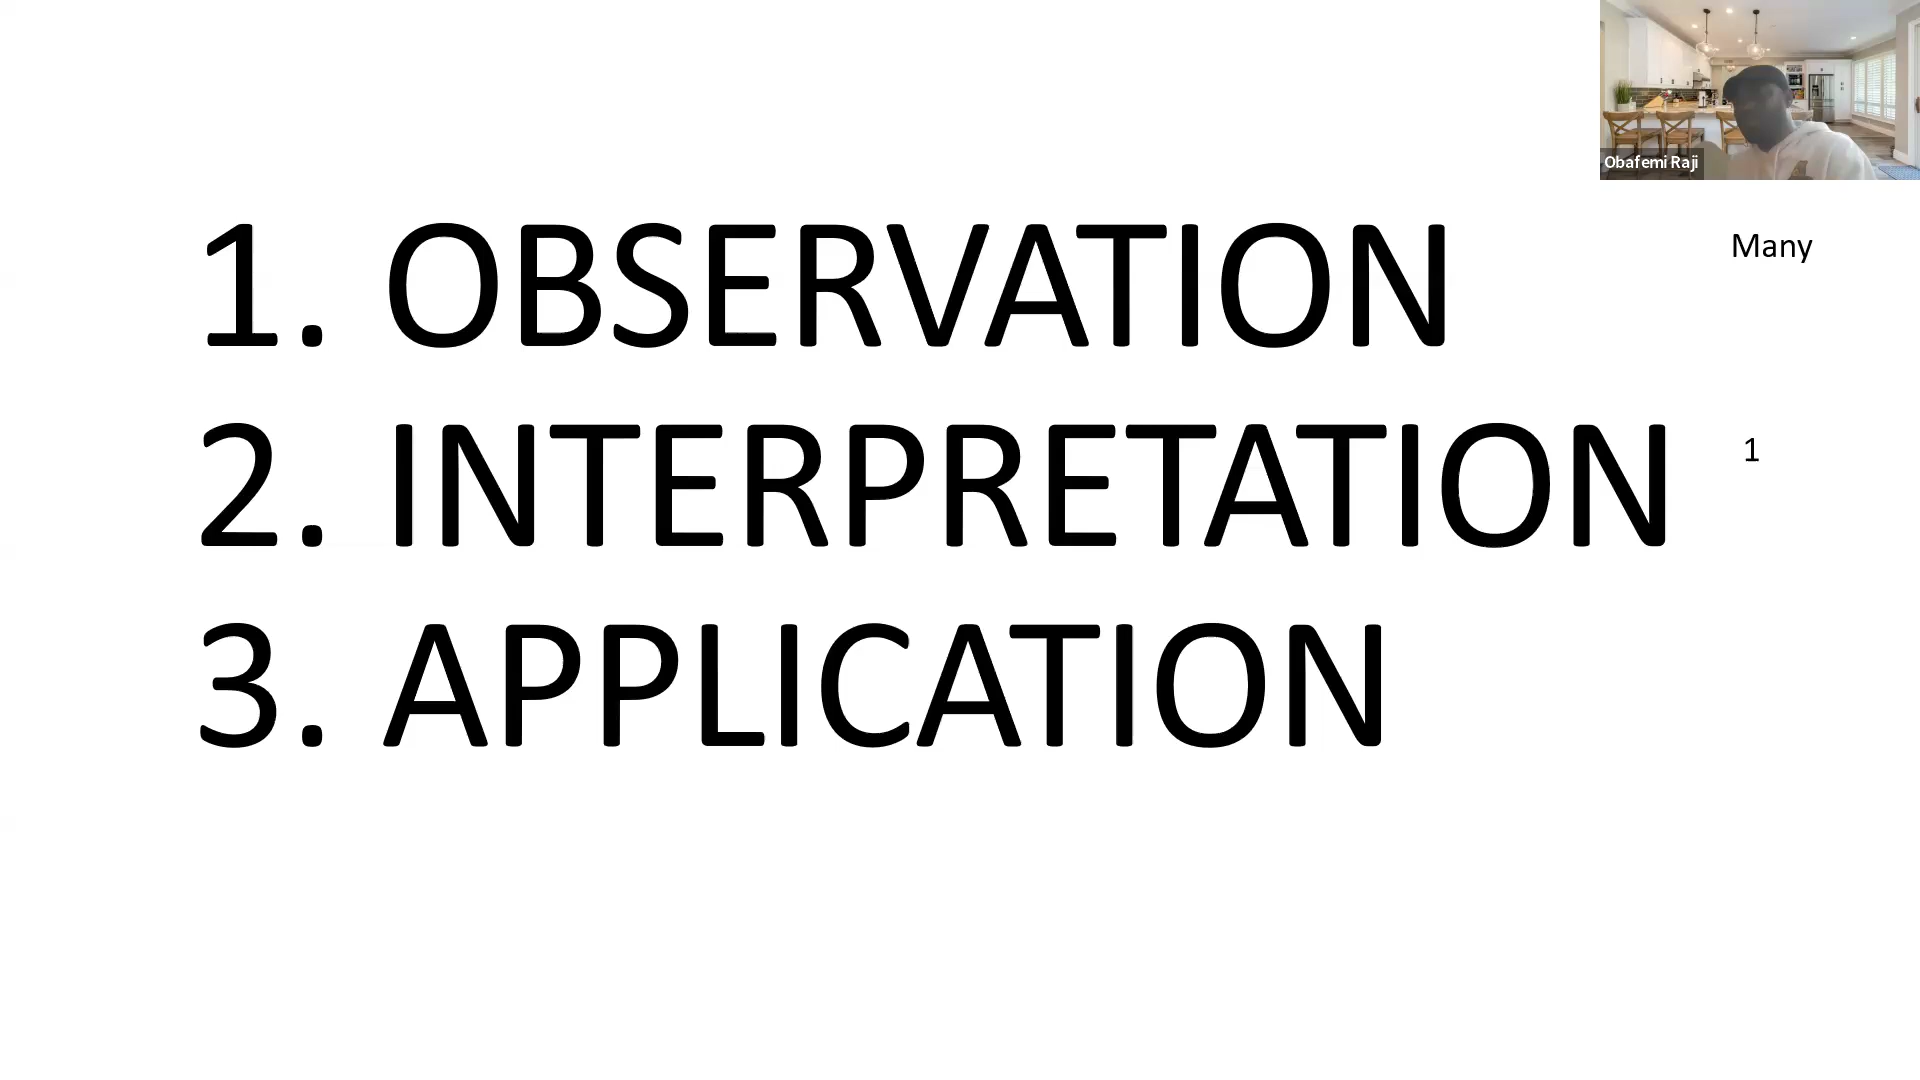 Obafemi Raji
1. OBSERVATION
Many
2. INTERPRETATION
1
3. APPLICATION